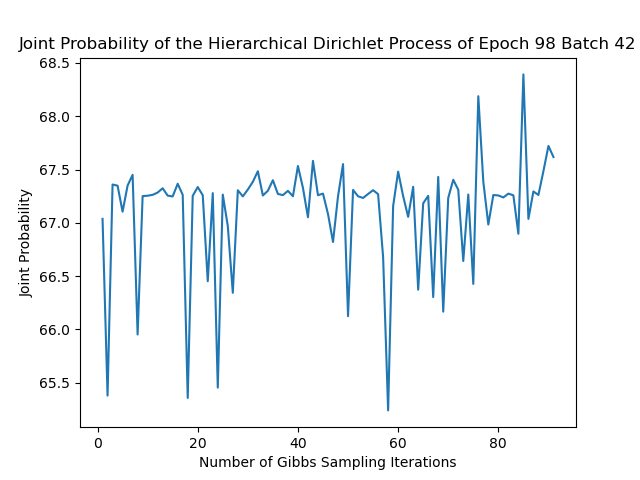 Joint Probability of the Hierarchical Dirichlet Process of Epoch 98 Batch 42
68.5
68.0
67.5
67.0
66.5
66.0
65.5
Joint Probability
0 20 40 60 80
Number of Gibbs Sampling Iterations